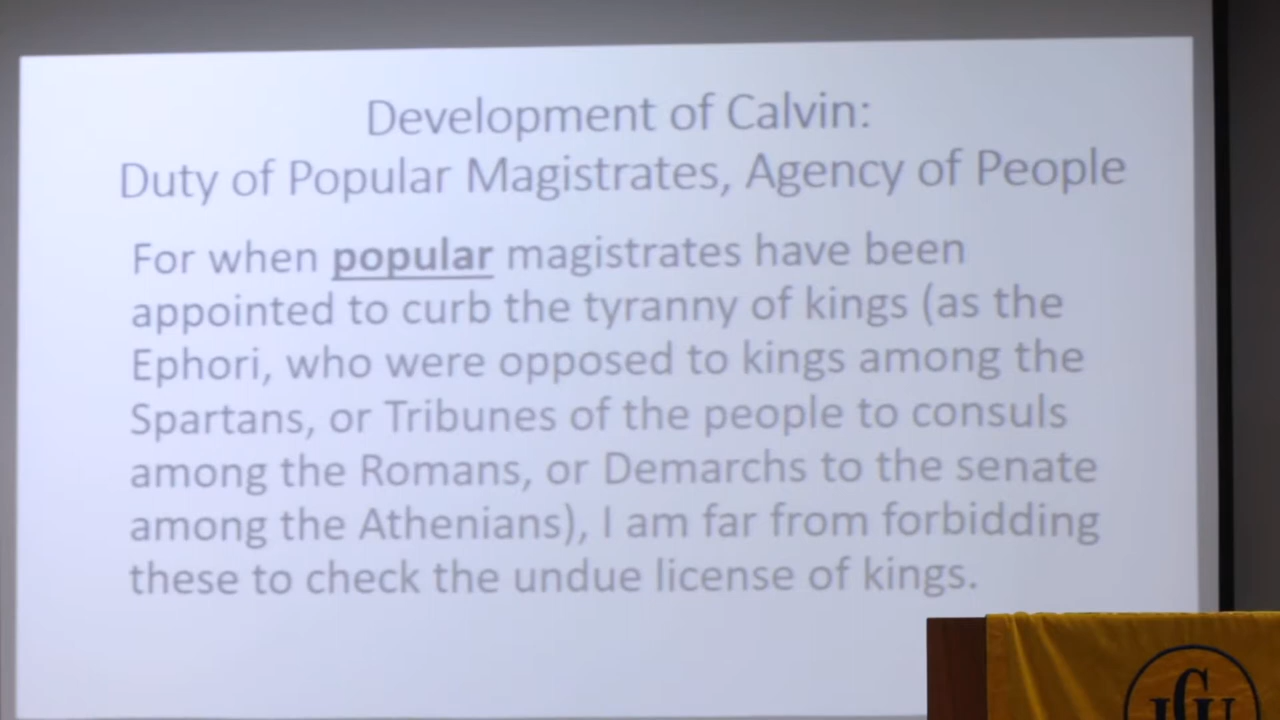 Development of Calvin:
Duty of Popular Magistrates, Agency of People
For when popular magistrates have been
appointed to curb the tyranny of kings (as the
Ephori, who were opposed to kings among the
Spartans, or Tribunes of the people to consuls
among the Romans, or Demarchs to the senate
among the Athenians), I am far from forbidding
these to check the undue license of kings.
ICU